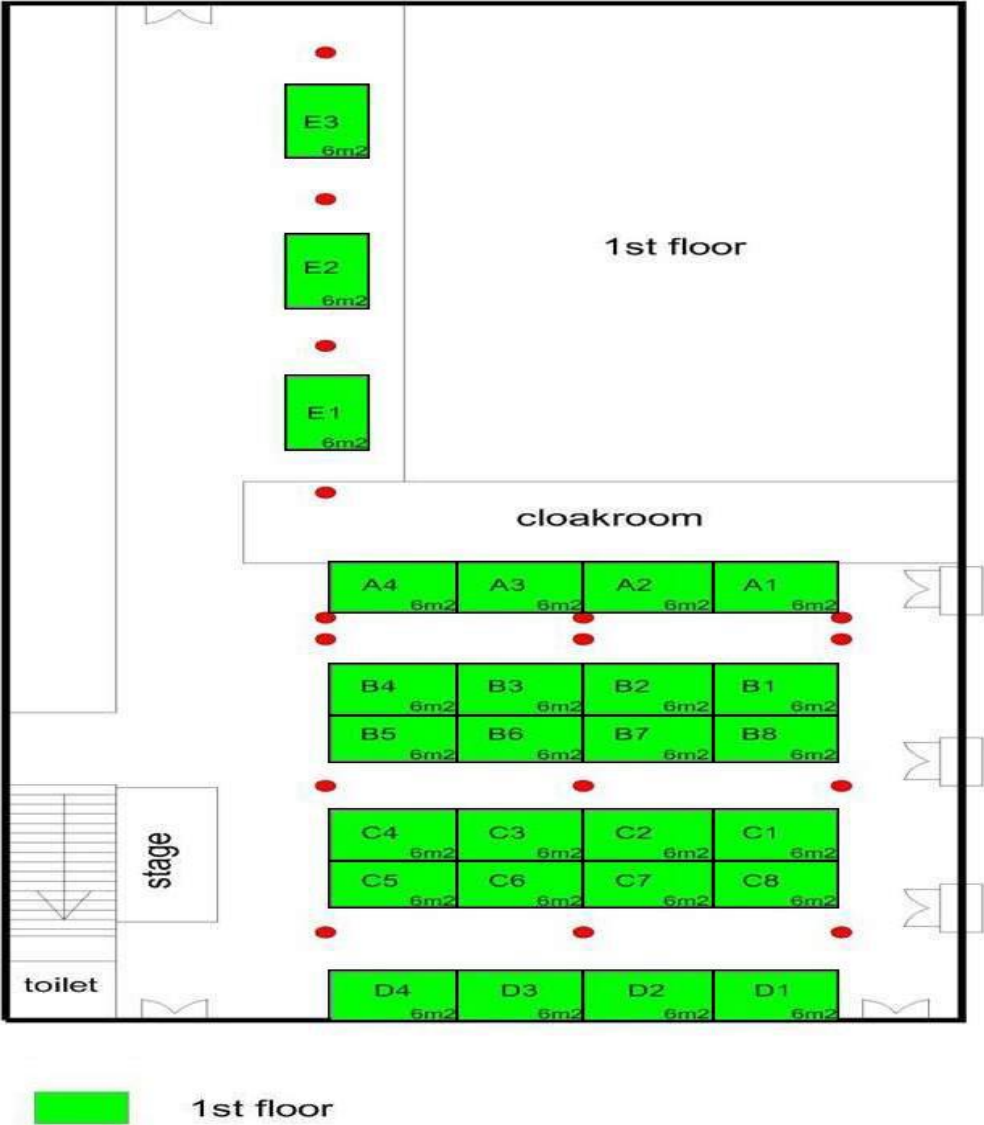 E3
6m2
1st floor
E2
6m2
E1
6m2
cloakroom
A4 A3 A2 A1
6m2 6m2 6m2 6m2
B4 B3 B2 B1
6m2 6m2 6m2 6m2
B5 B6 B7 B8
6m2 6m2 6m2 6m2
C4 C3 C2 C1
6m2 6m2 6m2 6m2
stage
C5 C6 C7 C8
6m2 6m2 6m2 6m2
toilet
D4 D3 D2 D1
6m2 6m2 6m2 6m2
1st floor